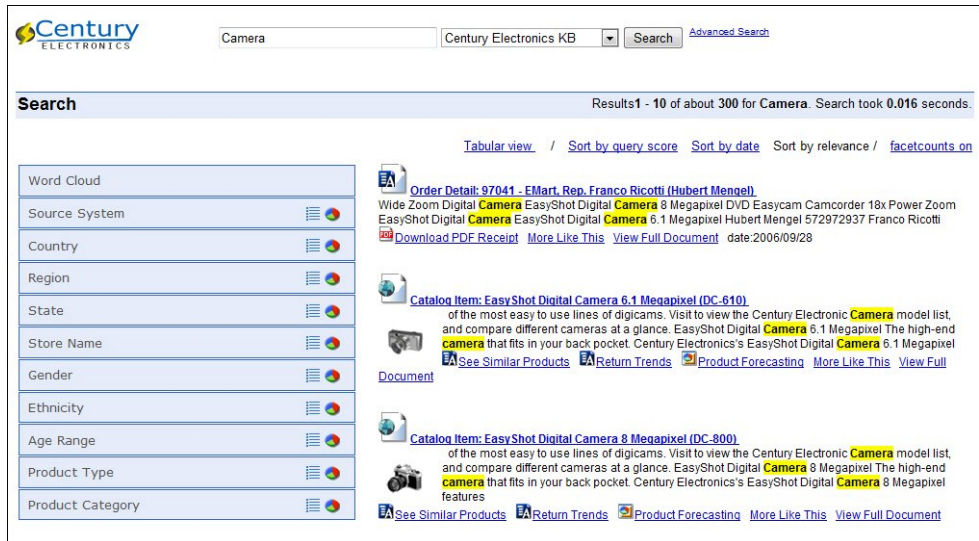 Century
ELECTRONICS
Camera
Century Electronics KB
Search
Advanced Search
Search
Results1 - 10 of about 300 for Camera. Search took 0.016 seconds.
Tabular view / Sort by query score Sort by date Sort by relevance / facetcounts on
Word Cloud
Source System
Country
Region
State
Store Name
Gender
Ethnicity
Age Range
Product Type
Product Category
Order Detail: 97041 - EMart, Rep. Franco Ricotti (Hubert Mengel)
Wide Zoom Digital Camera EasyShot Digital Camera 8 Megapixel DVD Easycam Camcorder 18x Power Zoom
EasyShot Digital Camera EasyShot Digital Camera 6.1 Megapixel Hubert Mengel 572972937 Franco Ricotti
Download PDF Receipt More Like This View Full Document date:2006/09/28
Catalog Item: EasyShot Digital Camera 6.1 Megapixel (DC-610)
of the most easy to use lines of digicams. Visit to view the Century Electronic Camera model list,
and compare different cameras at a glance. EasyShot Digital Camera 6.1 Megapixel The high-end
camera that fits in your back pocket. Century Electronics's EasyShot Digital Camera 6.1 Megapixel
See Similar Products Return Trends Product Forecasting More Like This View Full
Document
Catalog Item: EasyShot Digital Camera 8 Megapixel (DC-800)
of the most easy to use lines of digicams. Visit to view the Century Electronic Camera model list,
and compare different cameras at a glance. EasyShot Digital Camera 8 Megapixel The high-end
camera that fits in your back pocket. Century Electronics's EasyShot Digital Camera 8 Megapixel
features
See Similar Products Return Trends Product Forecasting More Like This View Full Document